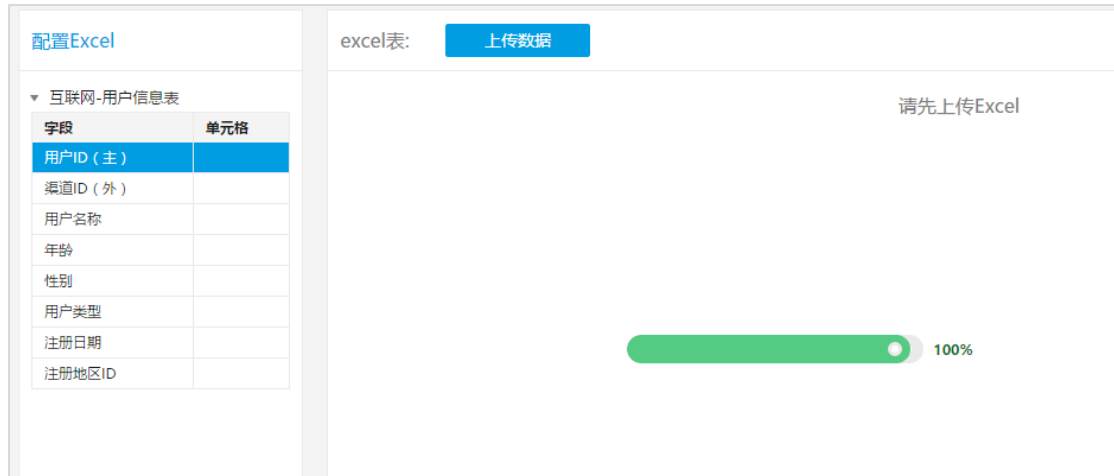 配置Excel
互联网-用户信息表
字段 单元格
用户ID（主）
渠道ID（外）
用户名称
年龄
性别
用户类型
注册日期
注册地区ID
excel表: 上传数据
请先上传Excel
100%